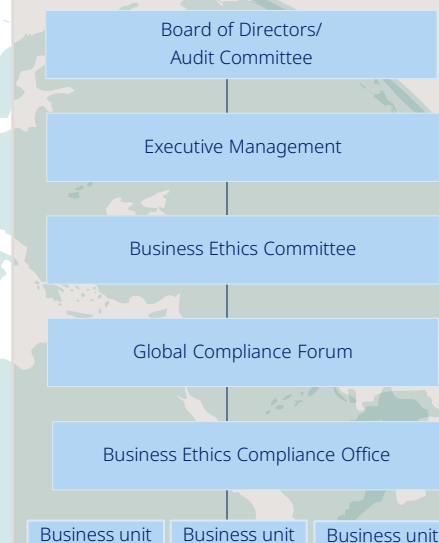 Board of Directors/
Audit Committee
Executive Management
Business Ethics Committee
Global Compliance Forum
Business Ethics Compliance Office
Business unit
Business unit
Business unit